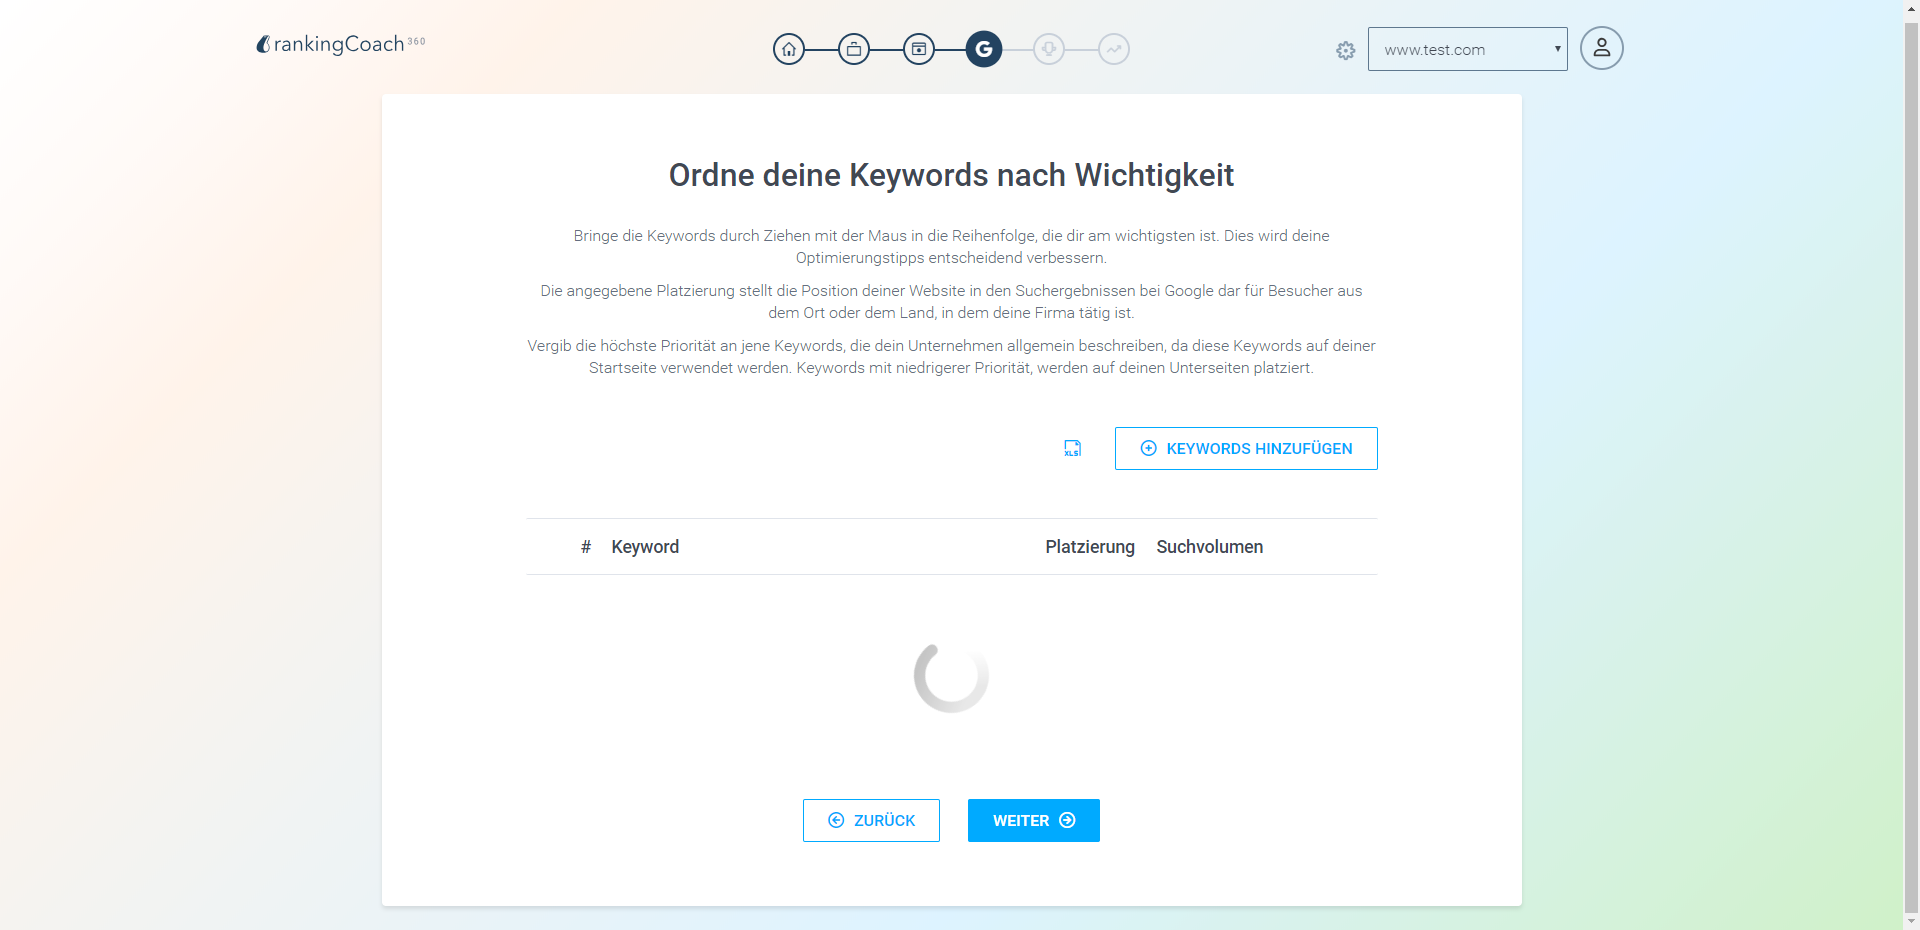 rankingCoach 360
G
www.test.com
Ordne deine Keywords nach Wichtigkeit
Bringe die Keywords durch Ziehen mit der Maus in die Reihenfolge, die dir am wichtigsten ist. Dies wird deine
Optimierungstipps entscheidend verbessern.
Die angegebene Platzierung stellt die Position deiner Website in den Suchergebnissen bei Google dar für Besucher aus
dem Ort oder dem Land, in dem deine Firma tätig ist.
Vergib die höchste Priorität an jene Keywords, die dein Unternehmen allgemein beschreiben, da diese Keywords auf deiner
Startseite verwendet werden. Keywords mit niedrigerer Priorität, werden auf deinen Unterseiten platziert.
XLS KEYWORDS HINZUFÜGEN
# Keyword Platzierung Suchvolumen
ZURÜCK WEITER